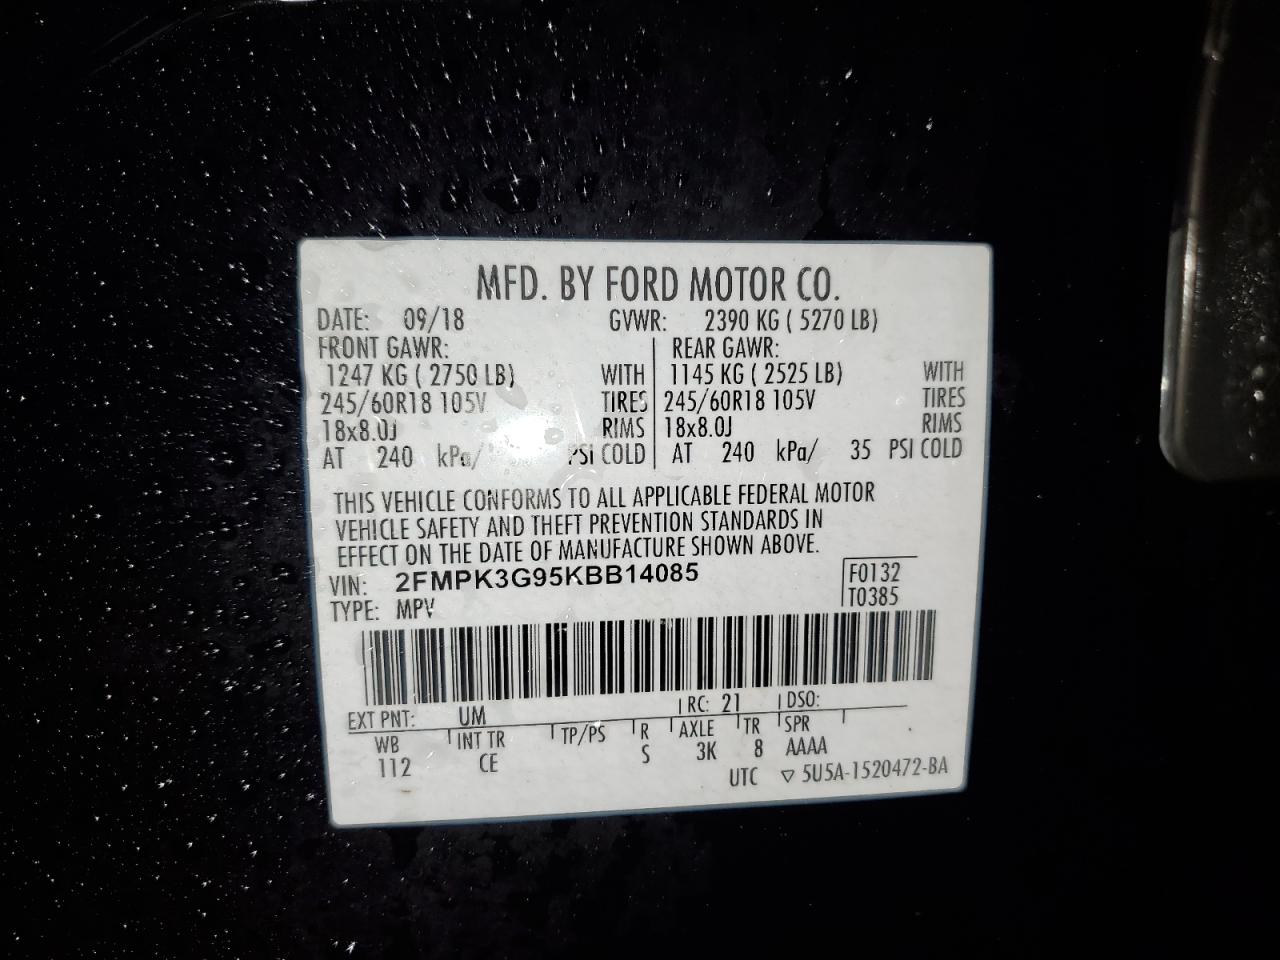 MFD. BY FORD MOTOR CO.
DATE: 09/18 GVWR: 2390 KG ( 5270 LB)
FRONT GAWR: REAR GAWR:
1247 KG ( 2750 LB) WITH 1145 KG ( 2525 LB) WITH
245/60R18 105V TIRES 245/60R18 105V TIRES
18x8.0J RIMS 18x8.0J RIMS
AT 240 kPa/ PSI COLD AT 240 kPa/ 35 PSI COLD
THIS VEHICLE CONFORMS TO ALL APPLICABLE FEDERAL MOTOR
VEHICLE SAFETY AND THEFT PREVENTION STANDARDS IN
EFFECT ON THE DATE OF MANUFACTURE SHOWN ABOVE.
VIN: 2FMPK3G95KBB14085 F0132
TYPE: MPV T0385
EXT PNT: UM RC: 21 DSO:
WB INT TR TP/PS R AXLE TR SPR
112 CE S 3K 8 AAAA
UTC ▽ 5U5A-1520472-BA